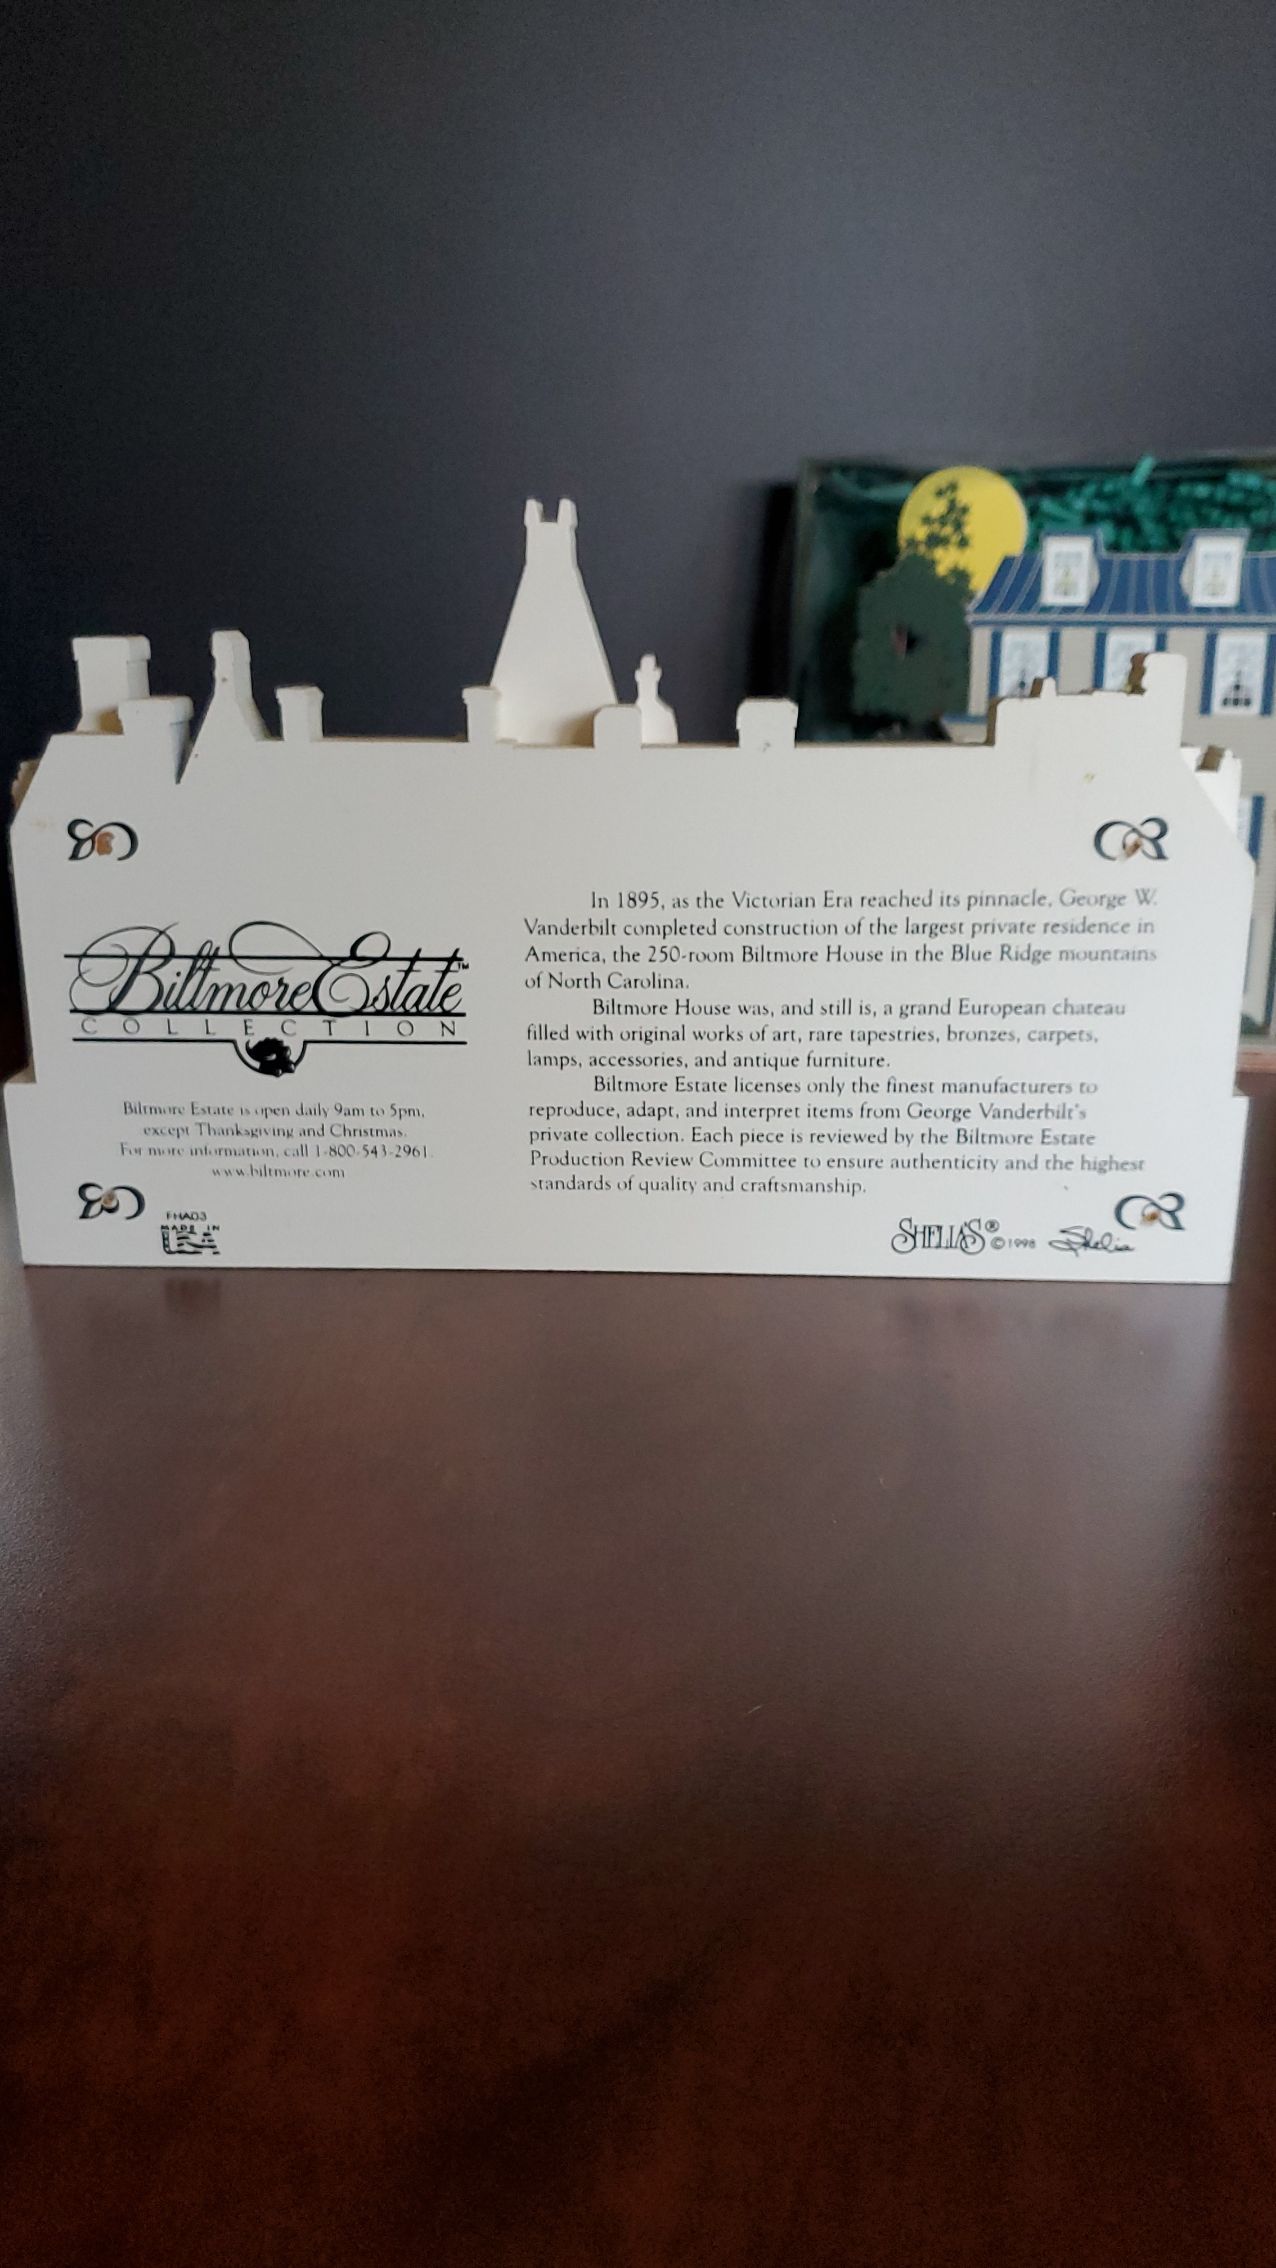 Biltmore Estate™
COLLECTION
Biltmore Estate is open daily 9am to 5pm,
except Thanksgiving and Christmas.
For more information, call 1-800-543-2961.
www.biltmore.com
FHA03
MADE IN
USA
In 1895, as the Victorian Era reached its pinnacle, George W.
Vanderbilt completed construction of the largest private residence in
America, the 250-room Biltmore House in the Blue Ridge mountains
of North Carolina.
Biltmore House was, and still is, a grand European chateau
filled with original works of art, rare tapestries, bronzes, carpets,
lamps, accessories, and antique furniture.
Biltmore Estate licenses only the finest manufacturers to
reproduce, adapt, and interpret items from George Vanderbilt's
private collection. Each piece is reviewed by the Biltmore Estate
Production Review Committee to ensure authenticity and the highest
standards of quality and craftsmanship.
SHELIA'S® ©1998 Shelia